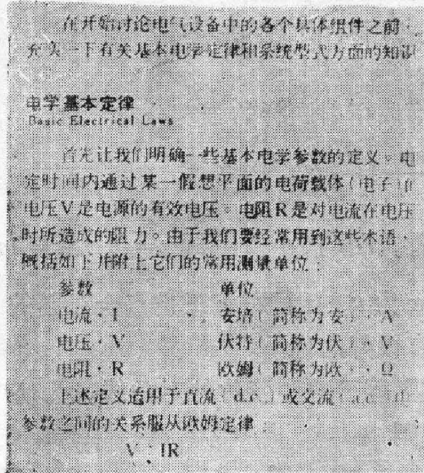 在开始讨论电气设备中的各个具体组件之前，
充实一下有关基本电学定律和系统型式方面的知识
电学基本定律
Basic Electrical Laws
首先让我们明确一些基本电学参数的定义。电
定时间内通过某一假想平面的电荷载体（电子）的
电压V是电源的有效电压。电阻R是对电流在电压
时所造成的阻力。由于我们要经常用到这些术语，
概括如下并附上它们的常用测量单位：
参数 单位
电流，I 安培（简称为安），A
电压，V 伏特（简称为伏），V
电阻，R 欧姆（简称为欧），Ω
上述定义适用于直流（d.c.）或交流（a.c.）
参数之间的关系服从欧姆定律
V IR